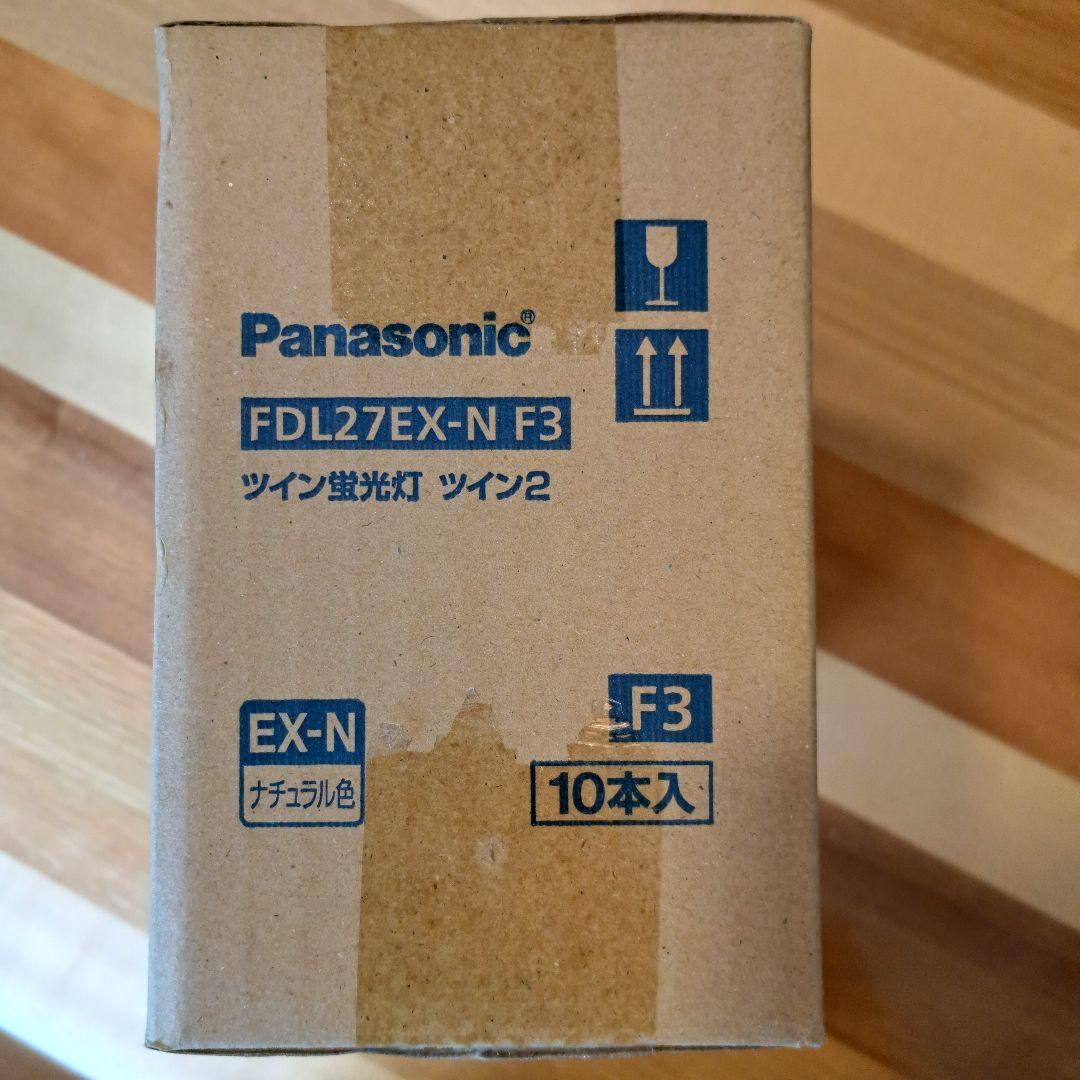 Panasonic®
FDL27EX-N F3
ツイン蛍光灯 ツイン2
F3
EX-N
ナチュラル色
10本入